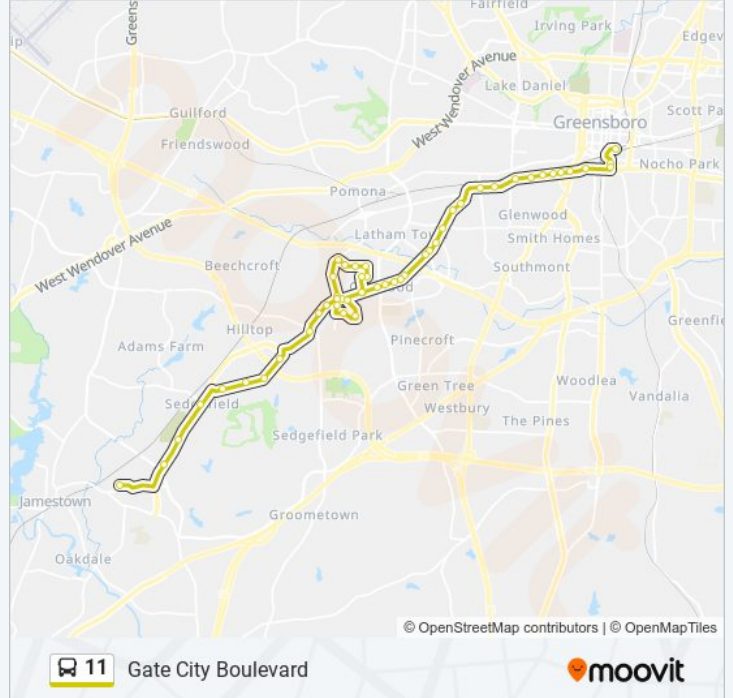 Fairfield
Irving Park
Greens
ip
Edgev
West Wendover Avenue
Lake Daniel
Guilford
Greensboro
Scott Pa
Friendswood
Nocho Park
Pomona
Glenwood
Latham To
Smith Homes
West Wendover Avenue
Beechcroft
Southmont
Hilltop
Greenfie
Adams Farm
Pinecroft
Green Tree
Woodlea
Vandalia
Westbury
The Pines
Sedgefield Park
Jamestown
Groometown
Oakdale
© OpenStreetMap contributors | © OpenMapTiles
11 Gate City Boulevard
moovit